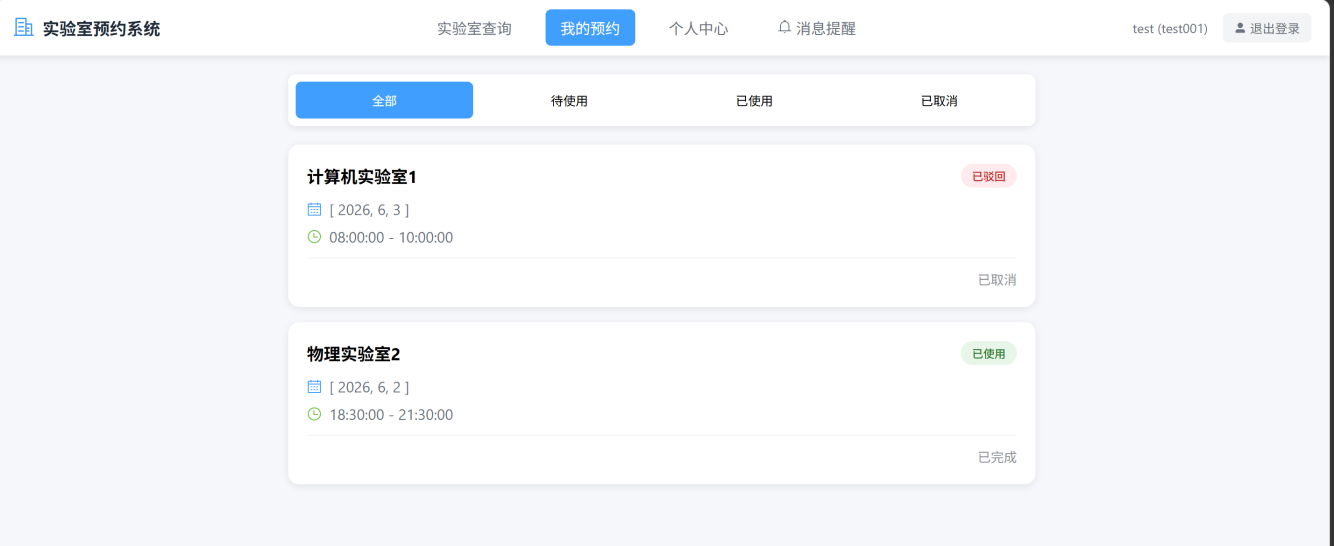 实验室预约系统
实验室查询
我的预约
个人中心
消息提醒
test (test001)
退出登录
全部
待使用
已使用
已取消
计算机实验室1
已驳回
[ 2026, 6, 3 ]
08:00:00 - 10:00:00
已取消
物理实验室2
已使用
[ 2026, 6, 2 ]
18:30:00 - 21:30:00
已完成